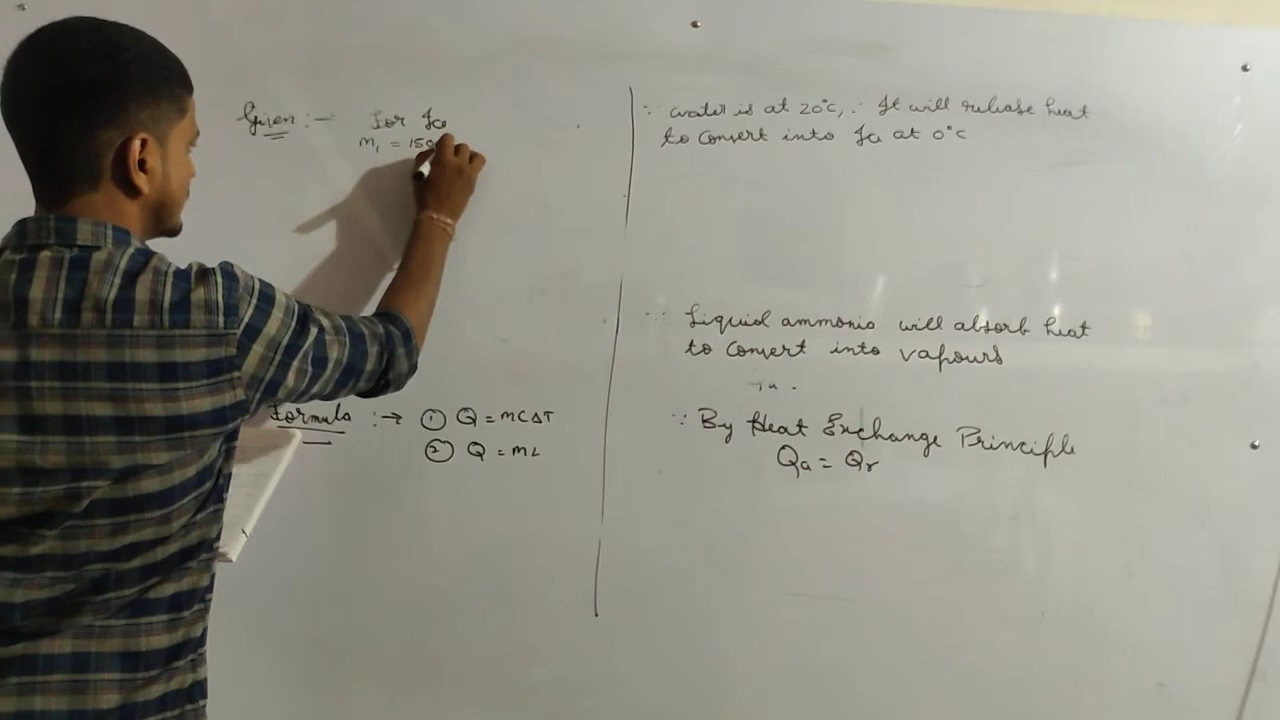 Given :- For Ice
m₁ = 150
Formula :→ ① Q = mcΔT
② Q = mL
∵ water is at 20°C, ∴ It will release heat
to convert into Ice at 0°C
Liquid ammonia will absorb heat
to convert into vapours
∵ By Heat Exchange Principle
Qa = Qr